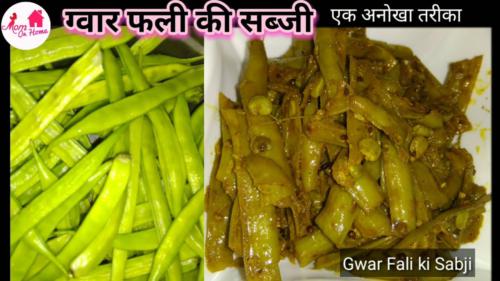 Mom
On Home
ग्वार फली की सब्जी
एक अनोखा तरीका
Gwar Fali ki Sabji